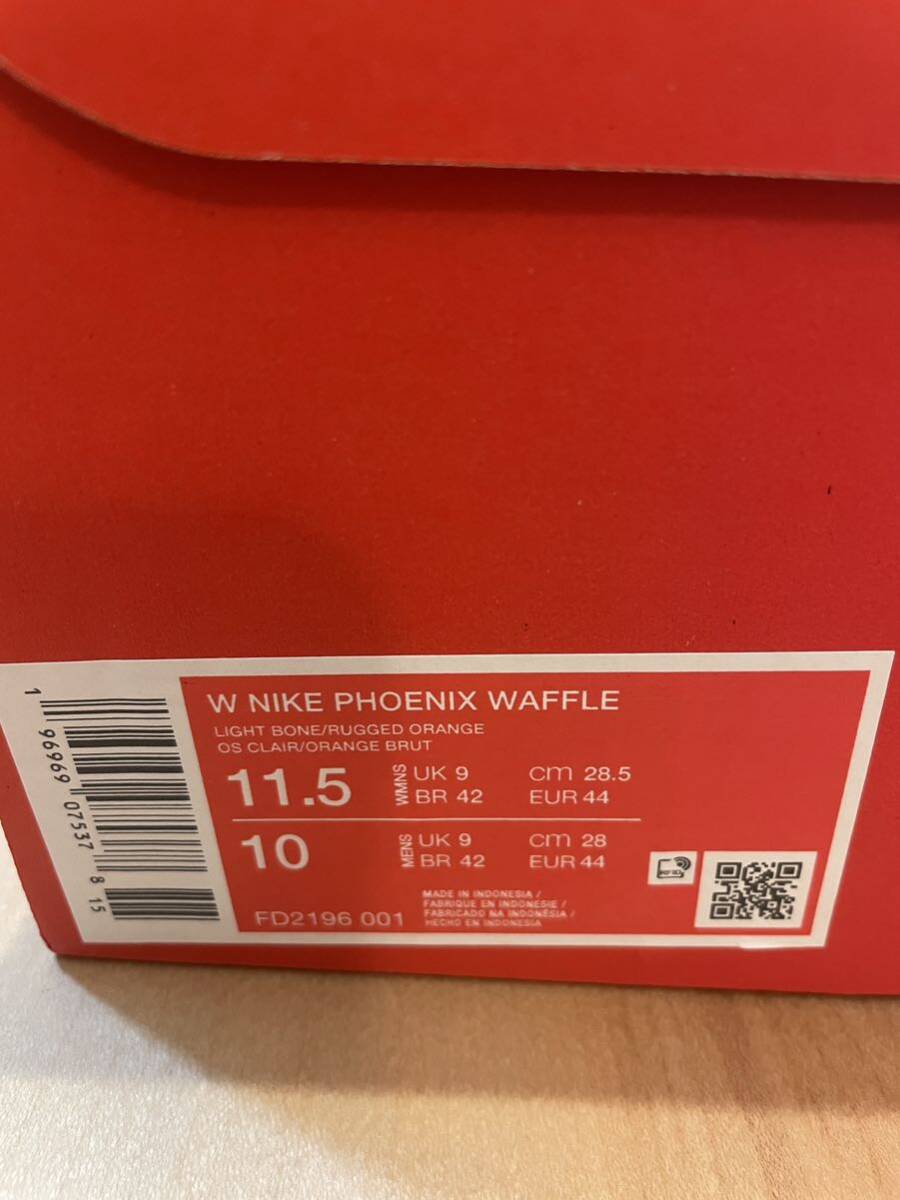 W NIKE PHOENIX WAFFLE
LIGHT BONE/RUGGED ORANGE
OS CLAIR/ORANGE BRUT
11.5 WMNS UK 9 cm 28.5
BR 42 EUR 44
10 MENS UK 9 cm 28
BR 42 EUR 44
FD2196 001
MADE IN INDONESIA /
FABRIQUE EN INDONESIE /
FABRICADO NA INDONÉSIA /
HECHO EN INDONESIA
RFID
1 96969 07537 8 15